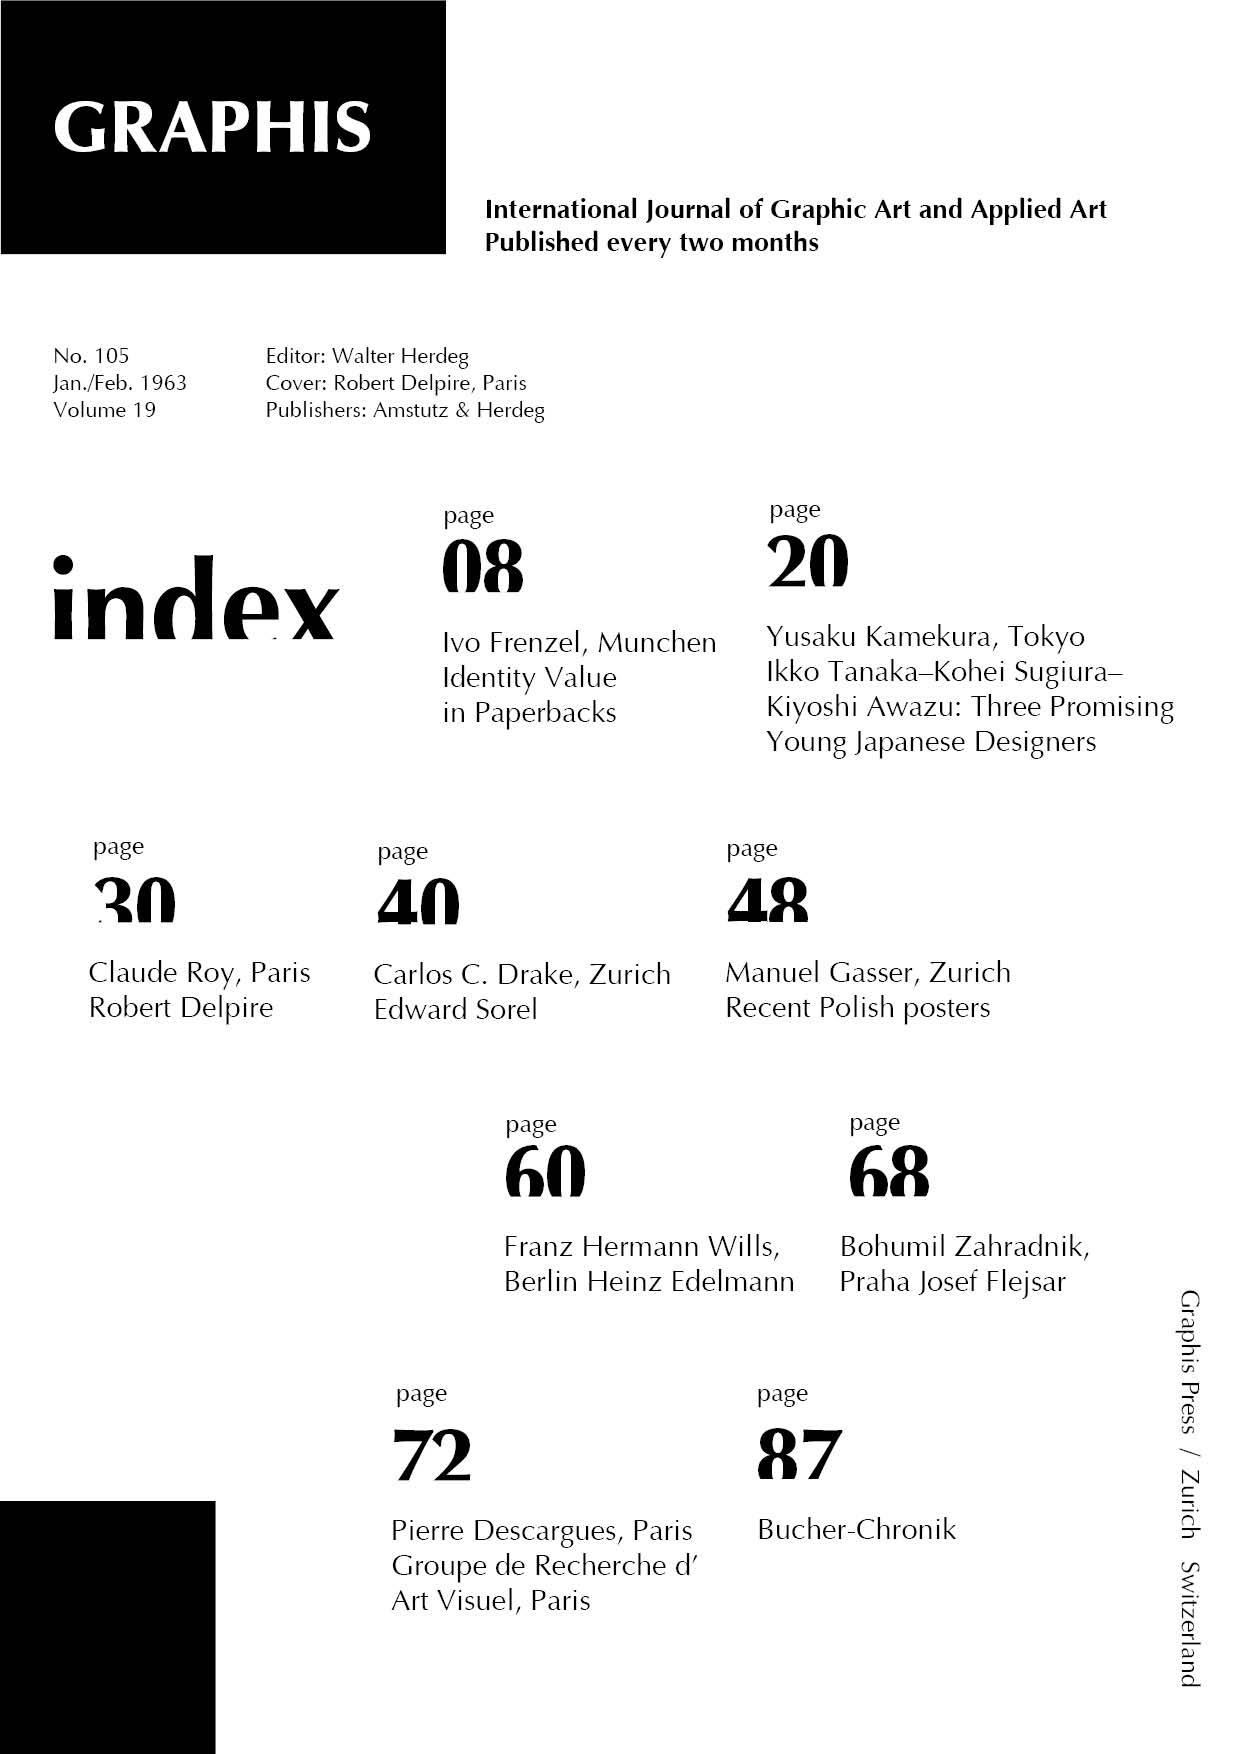 GRAPHIS
International Journal of Graphic Art and Applied Art
Published every two months
No. 105
Jan./Feb. 1963
Volume 19
Editor: Walter Herdeg
Cover: Robert Delpire, Paris
Publishers: Amstutz & Herdeg
index
page
08
Ivo Frenzel, Munchen
Identity Value
in Paperbacks
page
20
Yusaku Kamekura, Tokyo
Ikko Tanaka–Kohei Sugiura–
Kiyoshi Awazu: Three Promising
Young Japanese Designers
page
30
Claude Roy, Paris
Robert Delpire
page
40
Carlos C. Drake, Zurich
Edward Sorel
page
48
Manuel Gasser, Zurich
Recent Polish posters
page
60
Franz Hermann Wills,
Berlin Heinz Edelmann
page
68
Bohumil Zahradnik,
Praha Josef Flejsar
page
72
Pierre Descargues, Paris
Groupe de Recherche d’
Art Visuel, Paris
page
87
Bucher-Chronik
Graphis Press / Zurich Switzerland